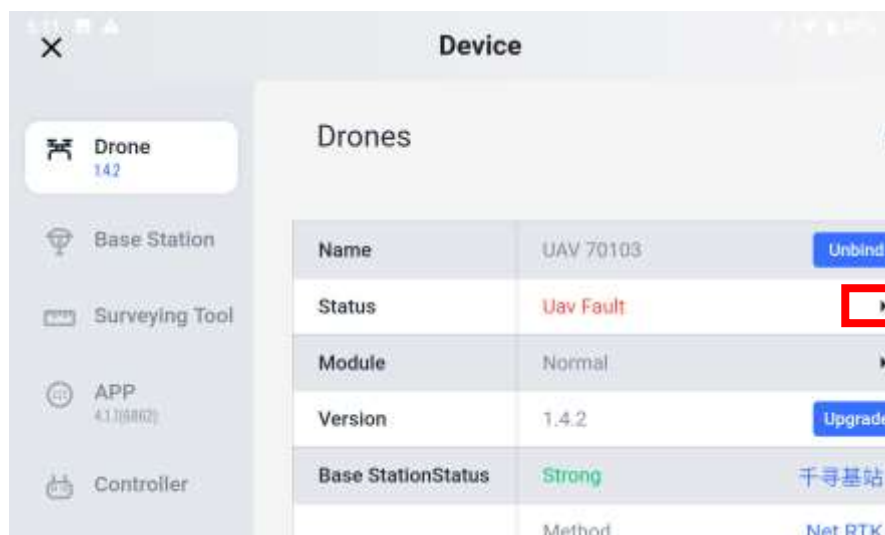 Device
Drone
1.4.2
Base Station
Surveying Tool
APP
Controller
Drones
Name UAV 70103 Unbind
Status Uav Fault
Module Normal
Version 1.4.2 Upgrade
Base StationStatus Strong 千寻基站
Method Net RTK